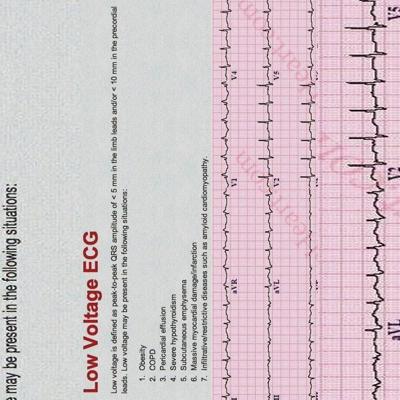 e may be present in the following situations:
Low Voltage ECG
Low voltage is defined as peak-to-peak QRS amplitude of < 5 mm in the limb leads and/or < 10 mm in the precordial
leads. Low voltage may be present in the following situations:
1. Obesity
2. COPD
3. Pericardial effusion
4. Severe hypothyroidism
5. Subcutaneous emphysema
6. Massive myocardial damage/infarction
7. Infiltrative/restrictive diseases such as amyloid cardiomyopathy.
aVR V1 V4
II aVL V2 V5
aVL V2 V5